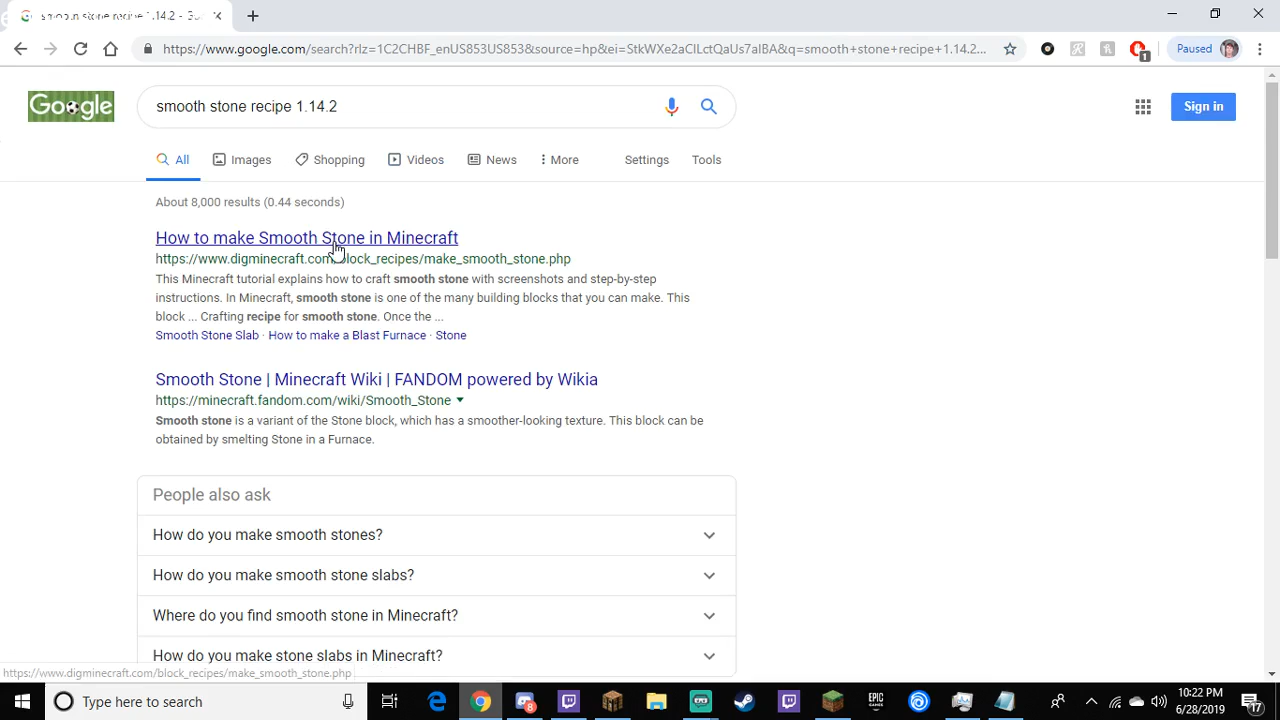 smooth stone recipe 1.14.2 -
https://www.google.com/search?rlz=1C2CHBF_enUS853US853&source=hp&ei=StkWXe2aCILctQaUs7aIBA&q=smooth+stone+recipe+1.14.2...
1
Paused
Google
smooth stone recipe 1.14.2
Sign in
All Images Shopping Videos News More Settings Tools
About 8,000 results (0.44 seconds)
How to make Smooth Stone in Minecraft
https://www.digminecraft.com/block_recipes/make_smooth_stone.php
This Minecraft tutorial explains how to craft smooth stone with screenshots and step-by-step
instructions. In Minecraft, smooth stone is one of the many building blocks that you can make. This
block ... Crafting recipe for smooth stone. Once the ...
Smooth Stone Slab · How to make a Blast Furnace · Stone
Smooth Stone | Minecraft Wiki | FANDOM powered by Wikia
https://minecraft.fandom.com/wiki/Smooth_Stone
Smooth stone is a variant of the Stone block, which has a smoother-looking texture. This block can be
obtained by smelting Stone in a Furnace.
People also ask
How do you make smooth stones?
How do you make smooth stone slabs?
Where do you find smooth stone in Minecraft?
How do you make stone slabs in Minecraft?
https://www.digminecraft.com/block_recipes/make_smooth_stone.php
Type here to search
8
EPIC
GAMES
10:22 PM
6/28/2019
17